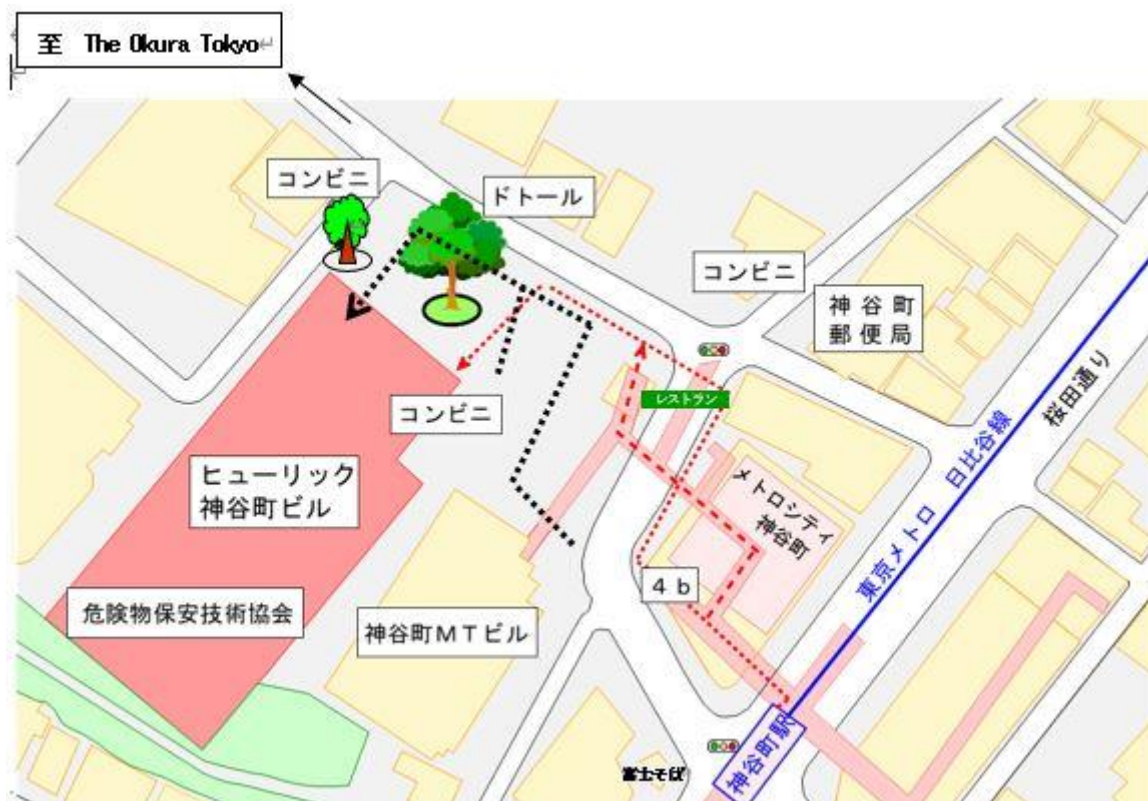 至 The Okura Tokyo↵
コンビニ
ドトール
コンビニ
神谷町
郵便局
桜田通り
レストラン
コンビニ
東京メトロ 日比谷線
ヒューリック
神谷町ビル
メトロシティ
神谷町
4b
危険物保安技術協会
神谷町MTビル
神谷町駅
富士そば